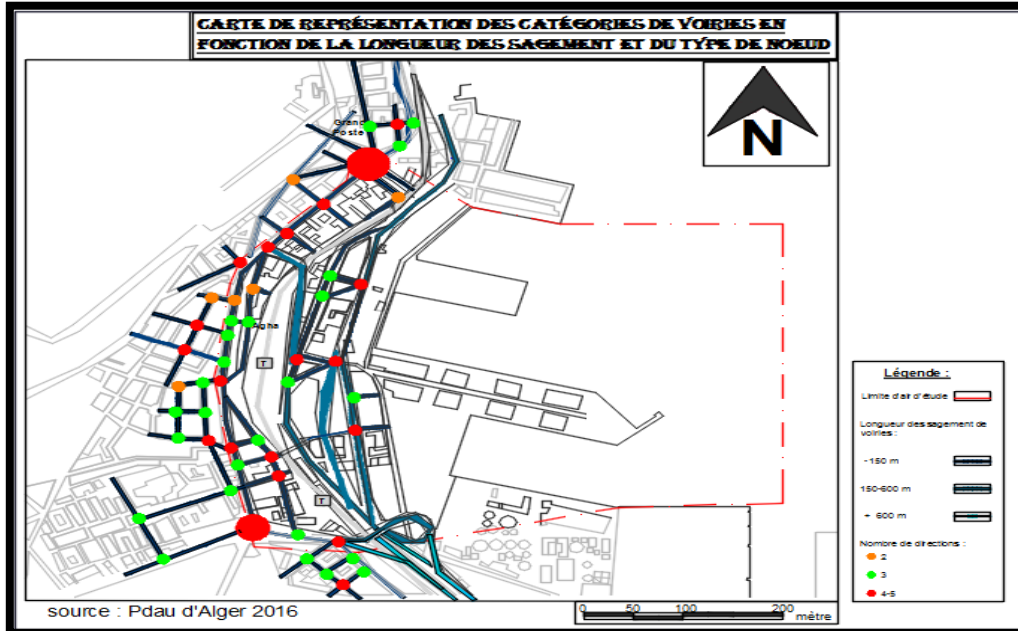 CARTE DE REPRÉSENTATION DES CATÉGORIES DE VOIRIES EN
FONCTION DE LA LONGUEUR DES SAGEMENT ET DU TYPE DE NOEUD
N
Grand
Poste
Agha
T
T
Légende :
Limite d'air d'étude
Longueur des sagement de
voiries :
-150 m
150-600 m
+ 600 m
Nombre de directions :
2
3
4-5
source : Pdau d'Alger 2016
0 50 100 200
mètre